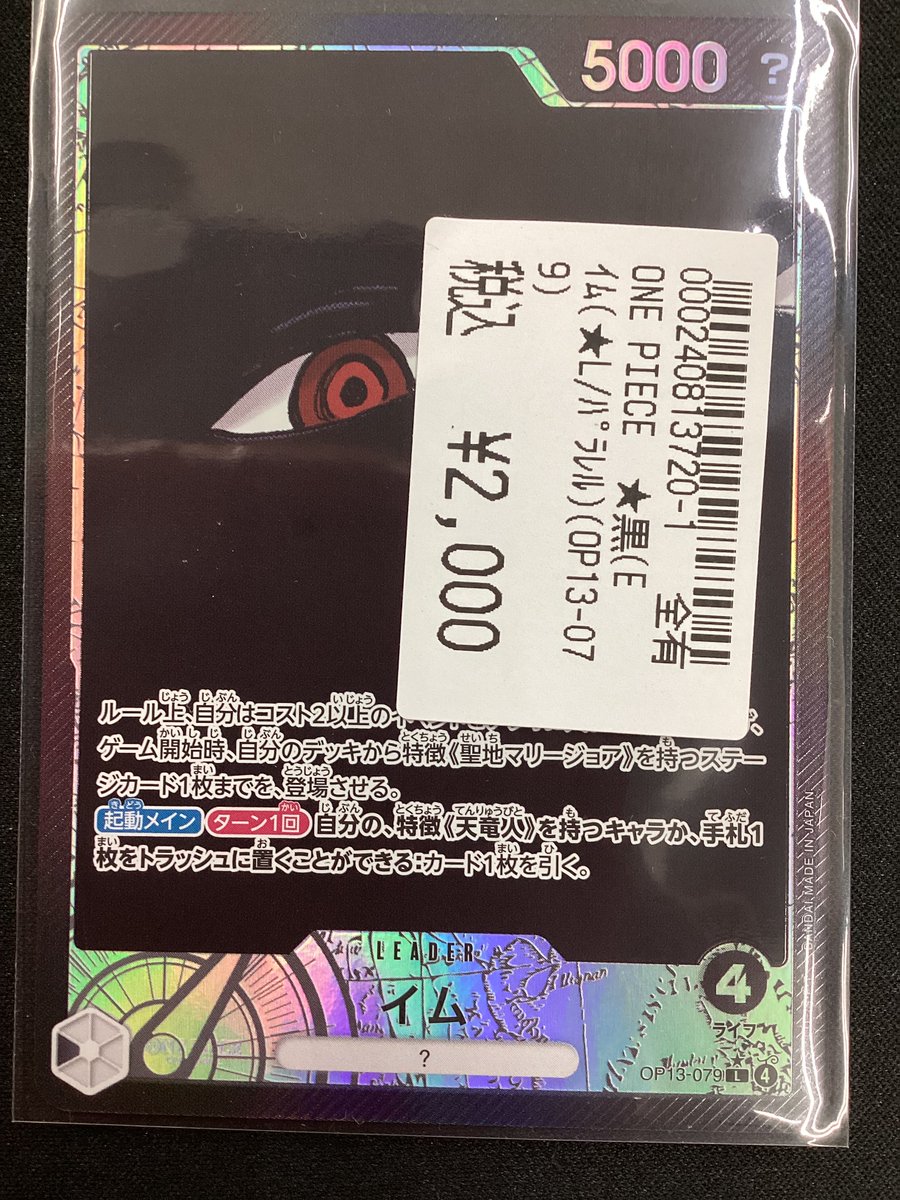 5000 ?
000240813720-1 全有
ONE PIECE ★黒(E
イム(★L/パラレル)(OP13-07
9)
税込 ¥2,000
ルール上、自分はコスト2以上の
ゲーム開始時、自分のデッキから特徴《聖地マリージョア》を持つステー
ジカード1枚までを、登場させる。
起動メイン ターン1回 自分の、特徴《天竜人》を持つキャラか、手札1
枚をトラッシュに置くことができる:カード1枚を引く。
BANDAI MADE IN JAPAN
LEADER
イム
?
4
ライフ
OP13-079 L 4